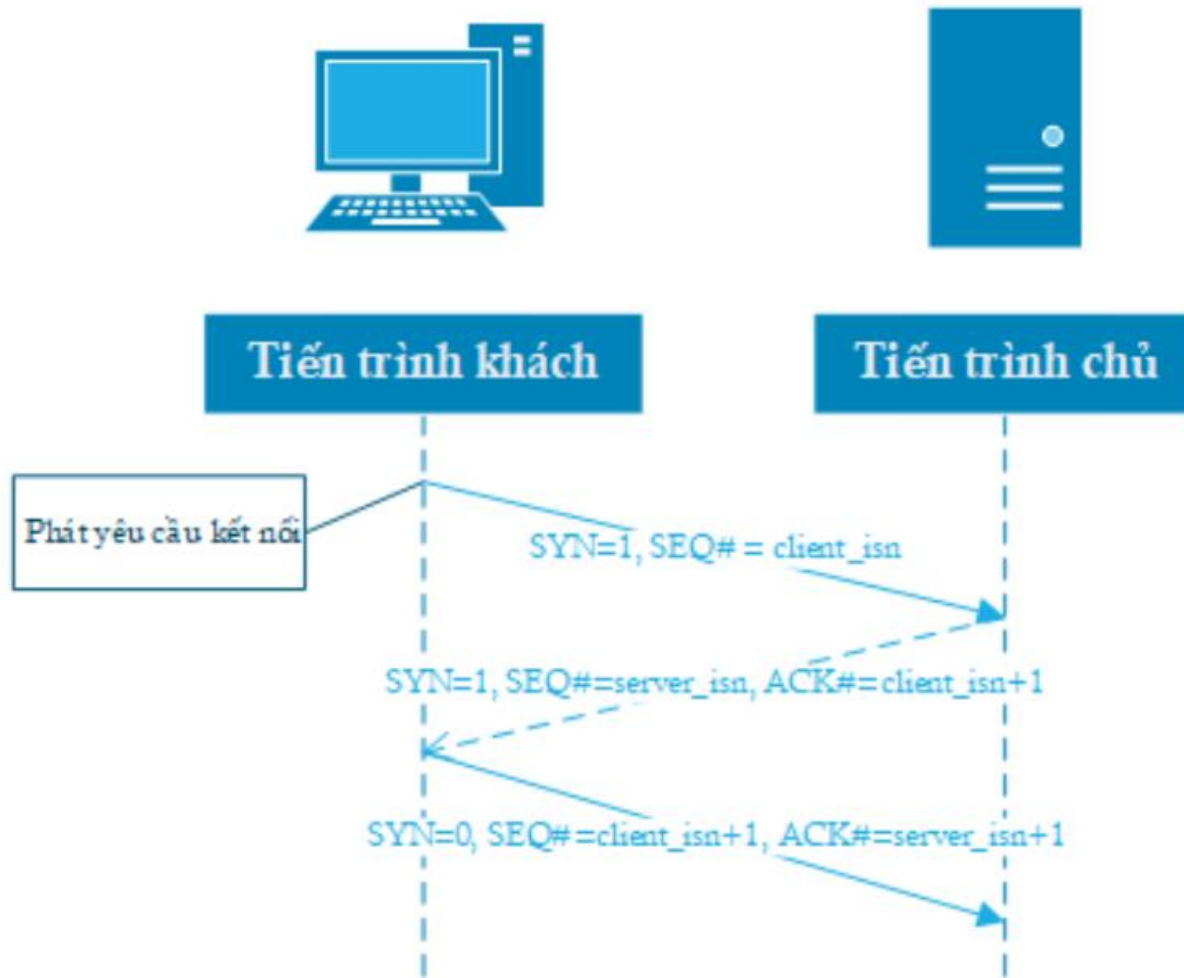 Tiến trình khách
Tiến trình chủ
Phát yêu cầu kết nối
SYN=1, SEQ# = client_isn
SYN=1, SEQ#=server_isn, ACK#=client_isn+1
SYN=0, SEQ#=client_isn+1, ACK#=server_isn+1